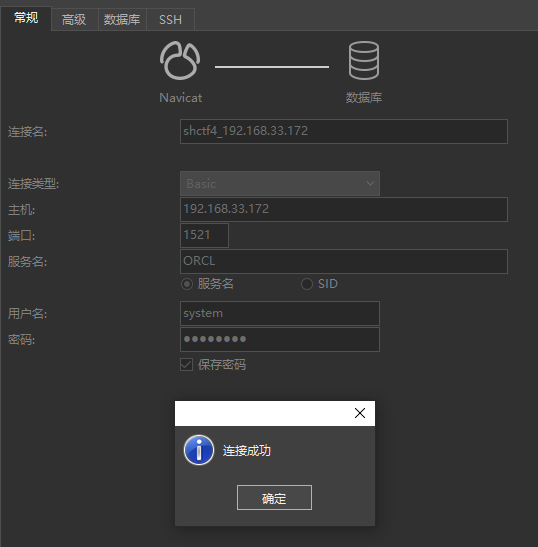 常规 高级 数据库 SSH
Navicat 数据库
连接名: shctf4_192.168.33.172
连接类型: Basic
主机: 192.168.33.172
端口: 1521
服务名: ORCL
服务名 SID
用户名: system
密码: ●●●●●●●●
保存密码
连接成功
确定